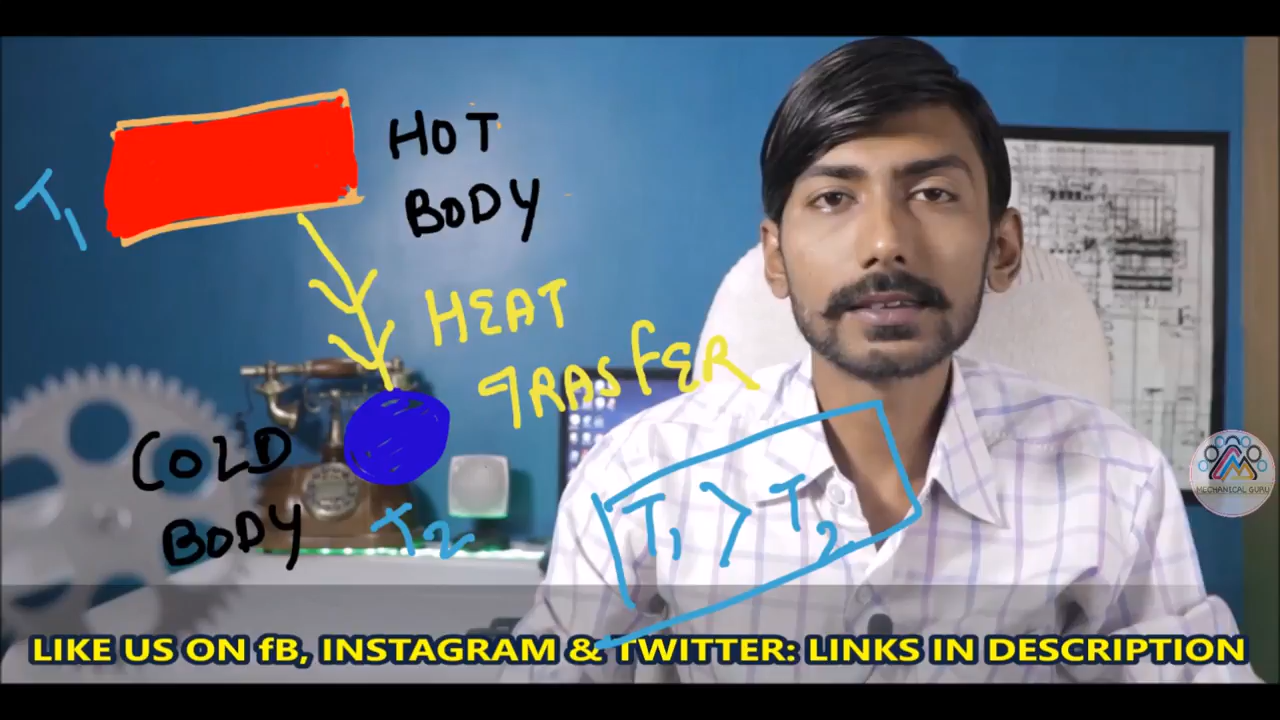 HOT
BODY
T1
HEAT
TRASFER
COLD
BODY
T2
T1 > T2
MECHANICAL GURU
LIKE US ON fB, INSTAGRAM & TWITTER: LINKS IN DESCRIPTION